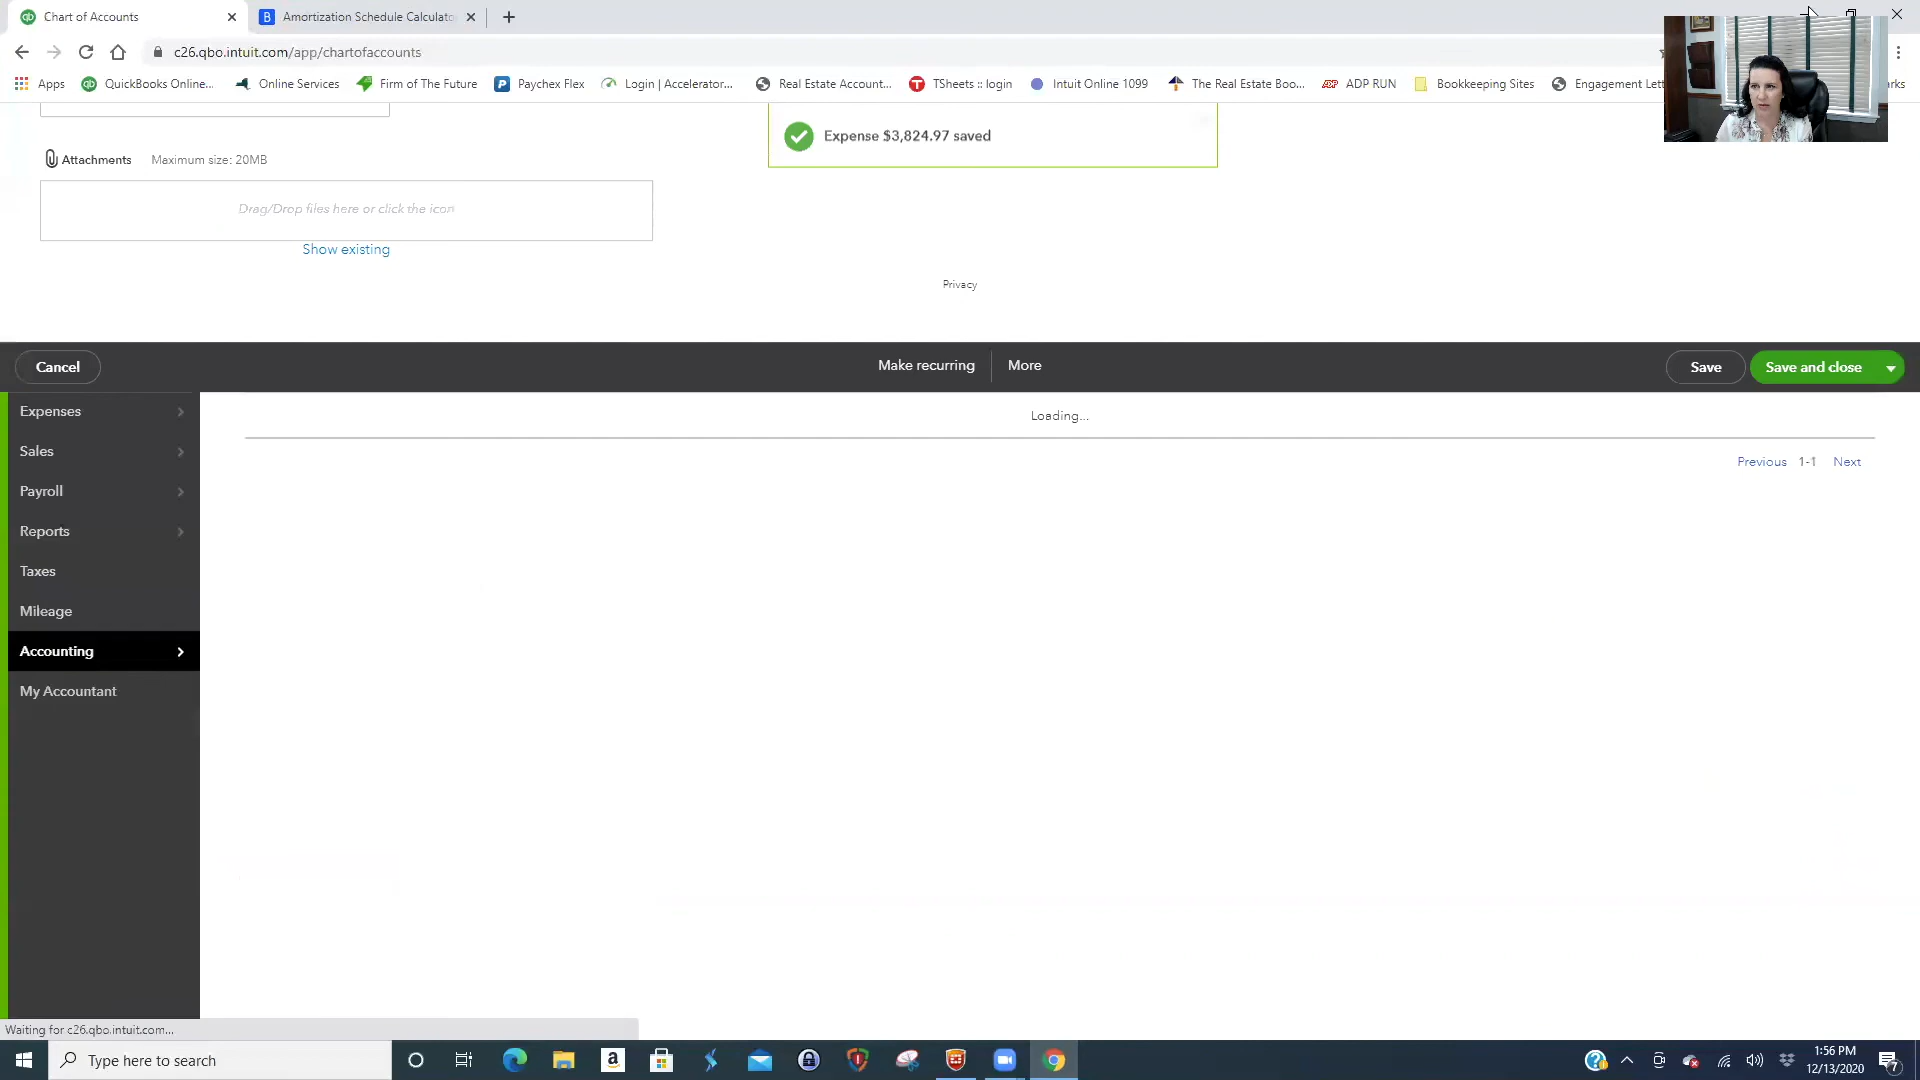 Chart of Accounts
Amortization Schedule Calculato
c26.qbo.intuit.com/app/chartofaccounts
Apps
QuickBooks Online...
Online Services
Firm of The Future
Paychex Flex
Login | Accelerator...
Real Estate Account...
TSheets :: login
Intuit Online 1099
The Real Estate Boo...
ADP RUN
Bookkeeping Sites
Engagement Lett
rks
Expense $3,824.97 saved
Attachments
Maximum size: 20MB
Drag/Drop files here or click the icon
Show existing
Privacy
Cancel
Make recurring
More
Save
Save and close
Expenses
Loading...
Sales
Previous 1-1 Next
Payroll
Reports
Taxes
Mileage
Accounting
My Accountant
Waiting for c26.qbo.intuit.com...
Type here to search
1:56 PM
12/13/2020
7